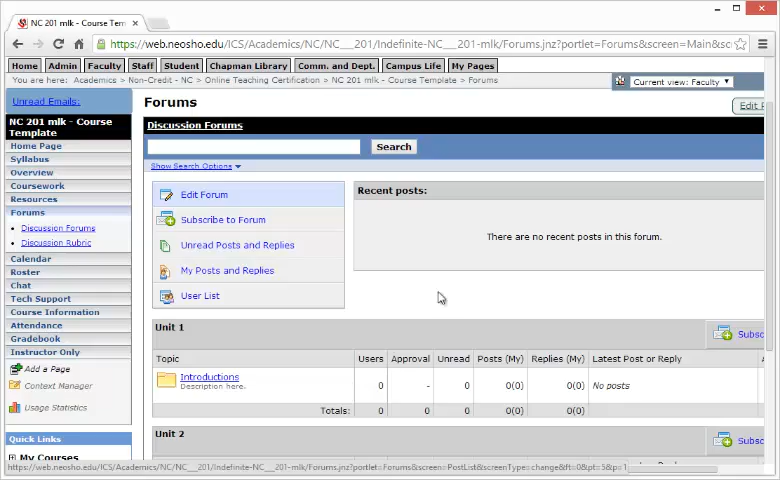 NC 201 mlk - Course Tem
https://web.neosho.edu/ICS/Academics/NC/NC___201/Indefinite-NC___201-mlk/Forums.jnz?portlet=Forums&screen=Main&sc
Home Admin Faculty Staff Student Chapman Library Comm. and Dept. Campus Life My Pages
You are here: Academics > Non-Credit - NC > Online Teaching Certification > NC 201 mlk - Course Template > Forums
Current view: Faculty
Unread Emails:
NC 201 mlk - Course Template
Home Page
Syllabus
Overview
Coursework
Resources
Forums
Discussion Forums
Discussion Rubric
Calendar
Roster
Chat
Tech Support
Course Information
Attendance
Gradebook
Instructor Only
Add a Page
Context Manager
Usage Statistics
Quick Links
My Courses
Forums
Edit
Discussion Forums
Search
Show Search Options
Edit Forum
Subscribe to Forum
Unread Posts and Replies
My Posts and Replies
User List
Recent posts:
There are no recent posts in this forum.
Unit 1
Subsc
Topic Users Approval Unread Posts (My) Replies (My) Latest Post or Reply
Introductions 0 - 0 0(0) 0(0) No posts
Description here.
Totals: 0 0 0 0(0) 0(0)
Unit 2
Subsc
https://web.neosho.edu/ICS/Academics/NC/NC___201/Indefinite-NC___201-mlk/Forums.jnz?portlet=Forums&screen=PostList&screenType=change&ft=0&pt=5&p=1